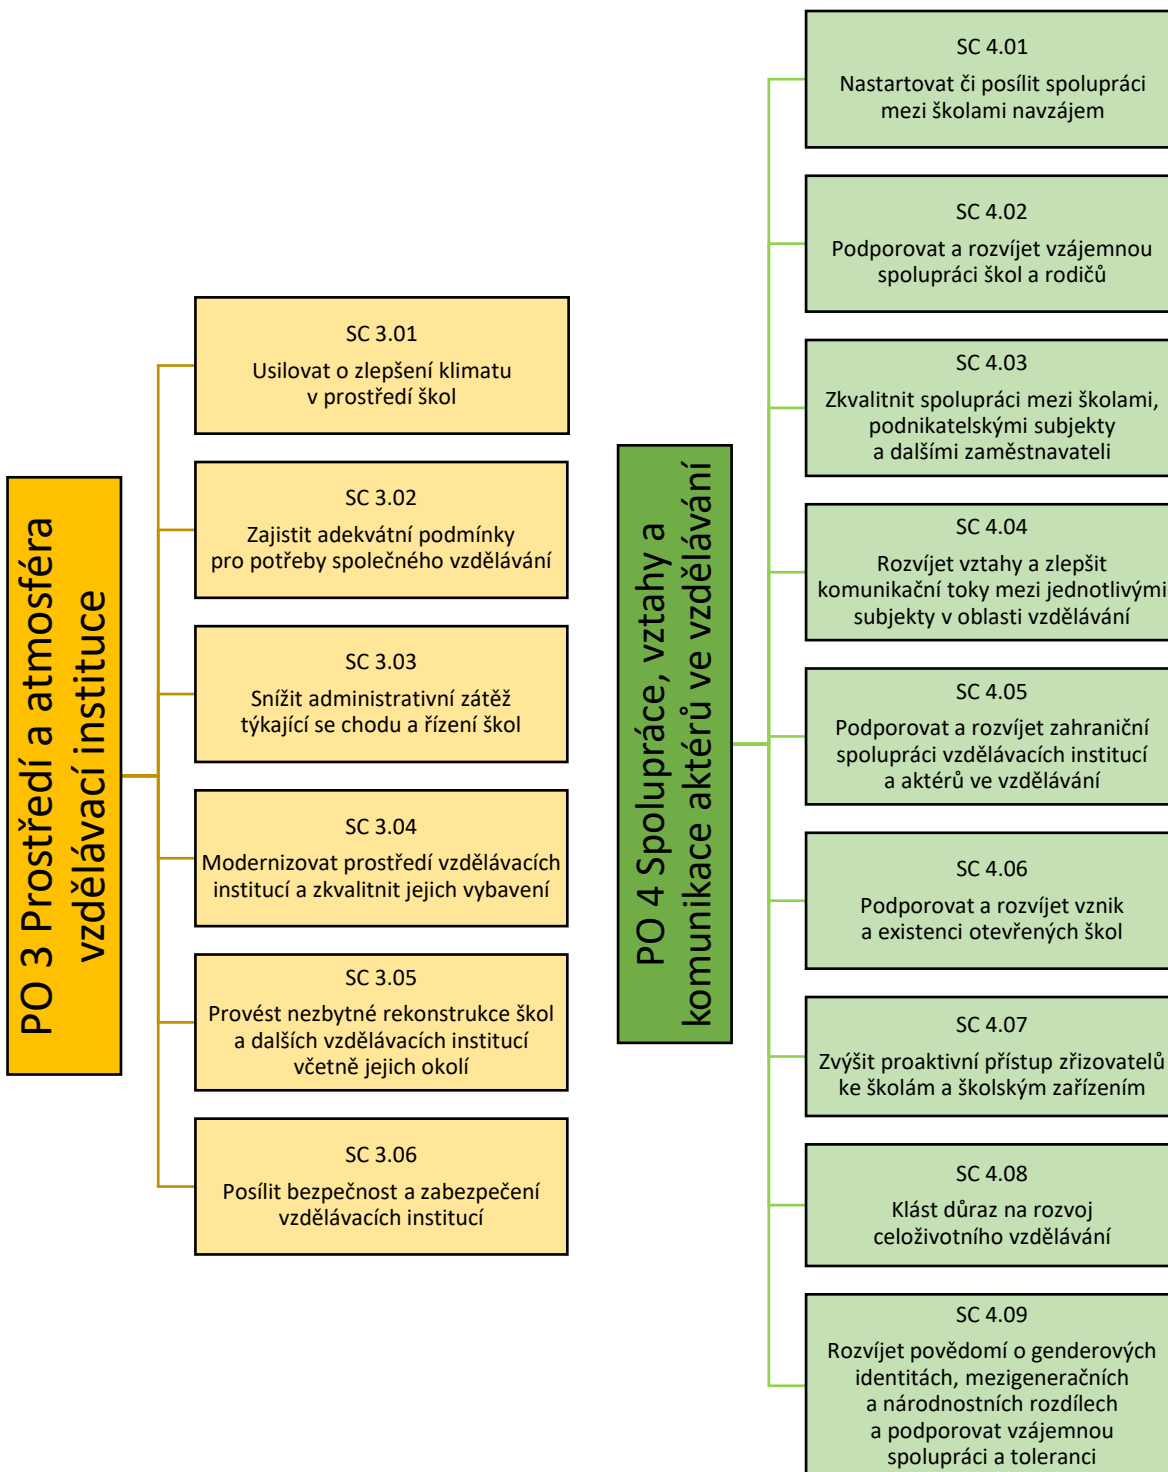 PO 3 Prostředí a atmosféra
vzdělávací instituce
SC 3.01
Usilovat o zlepšení klimatu
v prostředí škol
SC 3.02
Zajistit adekvátní podmínky
pro potřeby společného vzdělávání
SC 3.03
Snížit administrativní zátěž
týkající se chodu a řízení škol
SC 3.04
Modernizovat prostředí vzdělávacích
institucí a zkvalitnit jejich vybavení
SC 3.05
Provést nezbytné rekonstrukce škol
a dalších vzdělávacích institucí
včetně jejich okolí
SC 3.06
Posílit bezpečnost a zabezpečení
vzdělávacích institucí
PO 4 Spolupráce, vztahy a
komunikace aktérů ve vzdělávání
SC 4.01
Nastartovat či posílit spolupráci
mezi školami navzájem
SC 4.02
Podporovat a rozvíjet vzájemnou
spolupráci škol a rodičů
SC 4.03
Zkvalitnit spolupráci mezi školami,
podnikatelskými subjekty
a dalšími zaměstnavateli
SC 4.04
Rozvíjet vztahy a zlepšit
komunikační toky mezi jednotlivými
subjekty v oblasti vzdělávání
SC 4.05
Podporovat a rozvíjet zahraniční
spolupráci vzdělávacích institucí
a aktérů ve vzdělávání
SC 4.06
Podporovat a rozvíjet vznik
a existenci otevřených škol
SC 4.07
Zvýšit proaktivní přístup zřizovatelů
ke školám a školským zařízením
SC 4.08
Klást důraz na rozvoj
celoživotního vzdělávání
SC 4.09
Rozvíjet povědomí o genderových
identitách, mezigeneračních
a národnostních rozdílech
a podporovat vzájemnou
spolupráci a toleranci